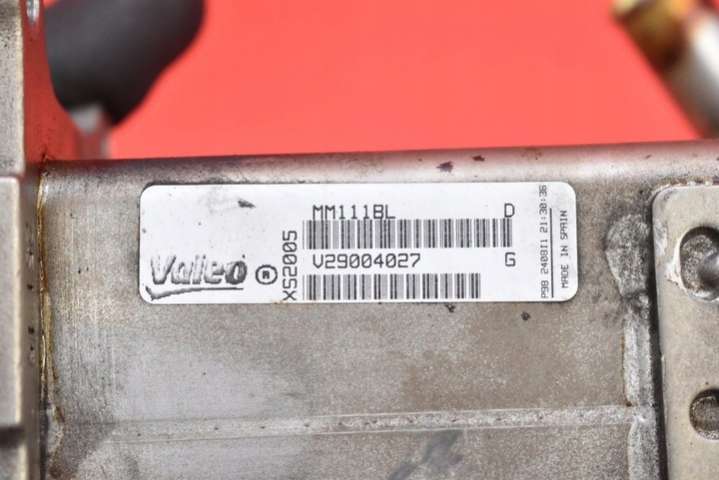 MM111BL D
V29004027 G
Valeo ®
XS2005
P98 240811 21:30:36
MADE IN SPAIN